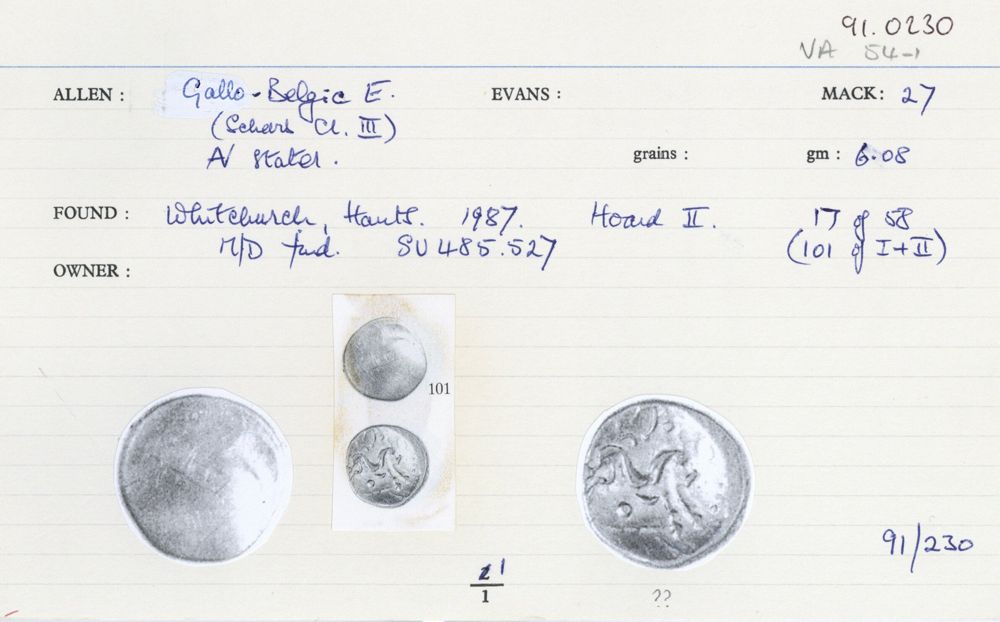 91.0230
VA 54-1
ALLEN : Gallo-Belgic E. EVANS : MACK: 27
(Scheers Cl. III)
N stater. grains : gm : 6.08
FOUND : Whitchurch, Hants. 1987. Hoard II. 17 of 58
M/D find. SU 485.527 (101 of I+II)
OWNER :
101
91/230
1
1
??